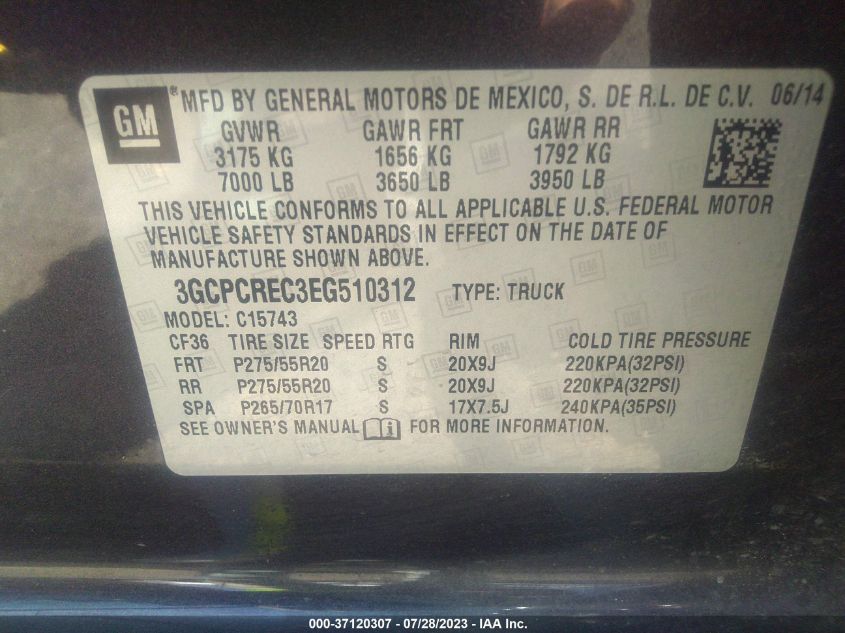 GM ® MFD BY GENERAL MOTORS DE MEXICO, S. DE R.L. DE C.V. 06/14
GVWR GAWR FRT GAWR RR
3175 KG 1656 KG 1792 KG
7000 LB 3650 LB 3950 LB
THIS VEHICLE CONFORMS TO ALL APPLICABLE U.S. FEDERAL MOTOR
VEHICLE SAFETY STANDARDS IN EFFECT ON THE DATE OF
MANUFACTURE SHOWN ABOVE.
3GCPCREC3EG510312 TYPE: TRUCK
MODEL: C15743
CF36 TIRE SIZE SPEED RTG RIM COLD TIRE PRESSURE
FRT P275/55R20 S 20X9J 220KPA(32PSI)
RR P275/55R20 S 20X9J 220KPA(32PSI)
SPA P265/70R17 S 17X7.5J 240KPA(35PSI)
SEE OWNER'S MANUAL FOR MORE INFORMATION.
000-37120307 - 07/28/2023 - IAA Inc.